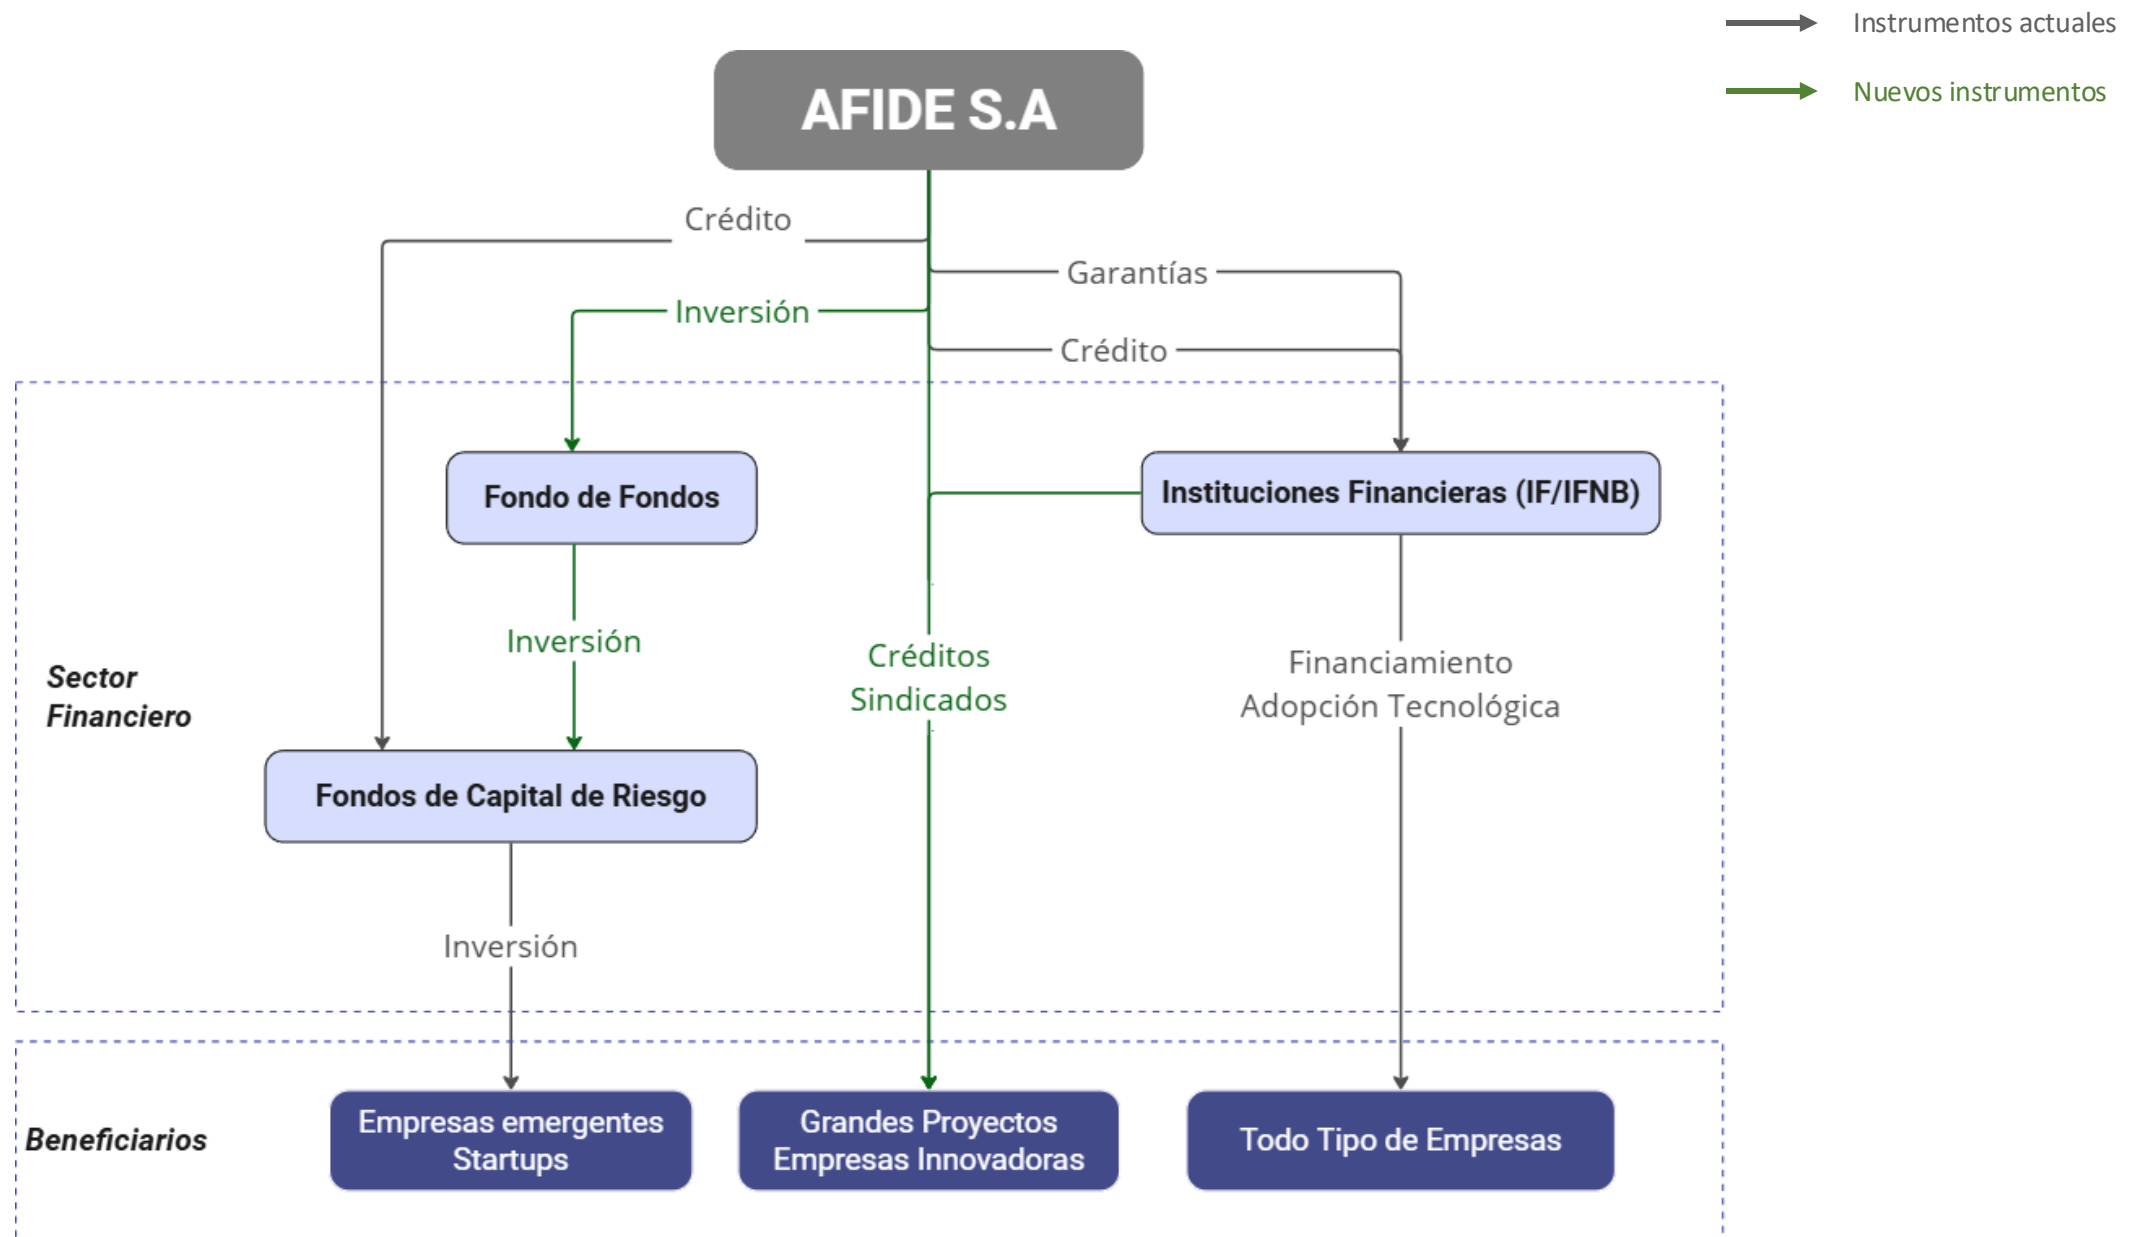 Instrumentos actuales
Nuevos instrumentos
AFIDE S.A
Crédito
Garantías
Inversión
Crédito
Fondo de Fondos
Instituciones Financieras (IF/IFNB)
Inversión
Créditos
Sindicados
Financiamiento
Adopción Tecnológica
Sector
Financiero
Fondos de Capital de Riesgo
Inversión
Beneficiarios
Empresas emergentes
Startups
Grandes Proyectos
Empresas Innovadoras
Todo Tipo de Empresas